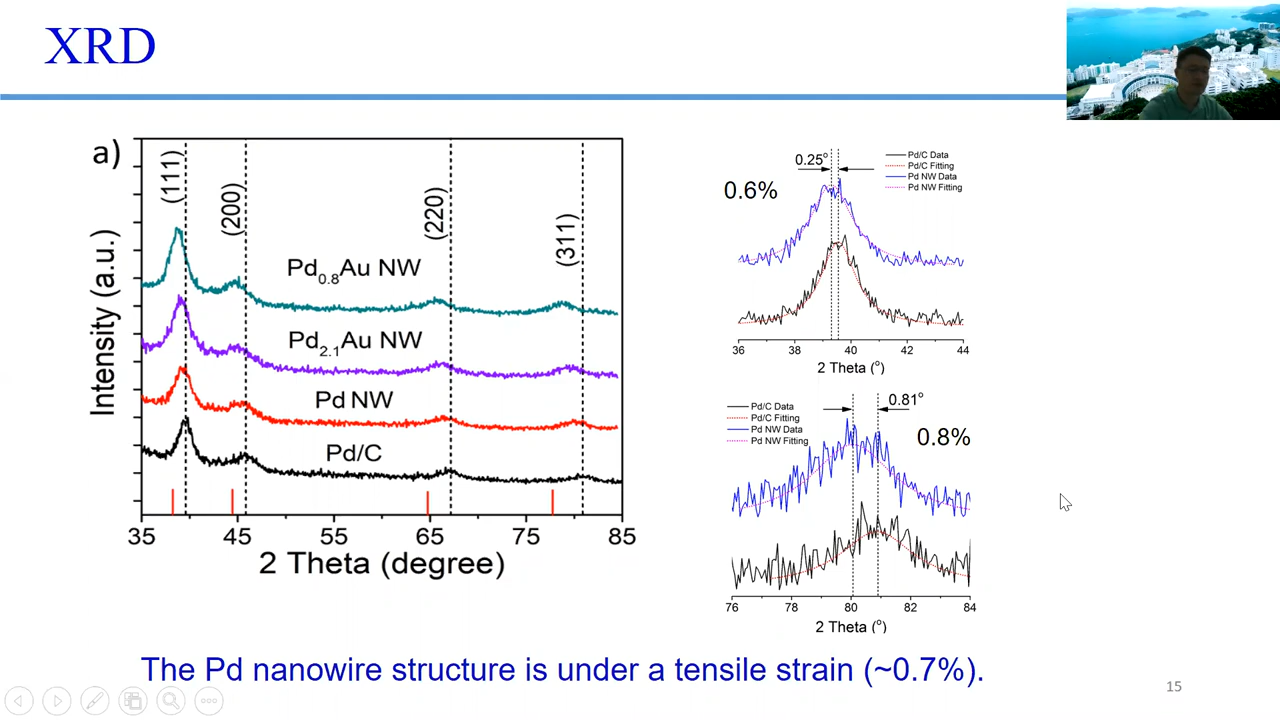 XRD
a)
(111)
(200)
(220)
(311)
Pd0.8Au NW
Pd2.1Au NW
Pd NW
Pd/C
Intensity (a.u.)
35 45 55 65 75 85
2 Theta (degree)
0.25o
0.6%
Pd/C Data
Pd/C Fitting
Pd NW Data
Pd NW Fitting
36 38 40 42 44
2 Theta (o)
Pd/C Data
Pd/C Fitting
Pd NW Data
Pd NW Fitting
0.81o
0.8%
76 78 80 82 84
2 Theta (o)
The Pd nanowire structure is under a tensile strain (~0.7%).
15